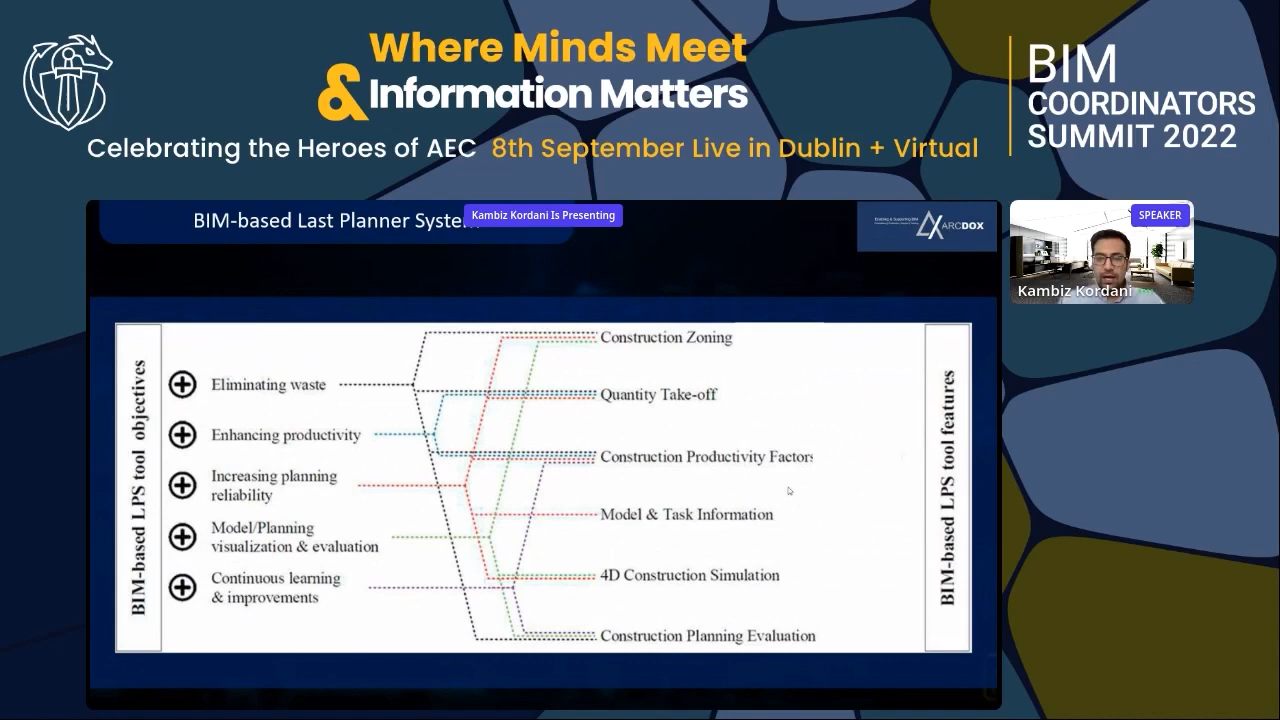 Where Minds Meet
& Information Matters
Celebrating the Heroes of AEC 8th September Live in Dublin + Virtual
BIM
COORDINATORS
SUMMIT 2022
BIM-based Last Planner System
Kambiz Kordani Is Presenting
ARCDOX
SPEAKER
Kambiz Kordani
BIM-based LPS tool objectives
Eliminating waste
Enhancing productivity
Increasing planning
reliability
Model/Planning
visualization & evaluation
Continuous learning
& improvements
Construction Zoning
Quantity Take-off
Construction Productivity Factors
Model & Task Information
4D Construction Simulation
Construction Planning Evaluation
BIM-based LPS tool features